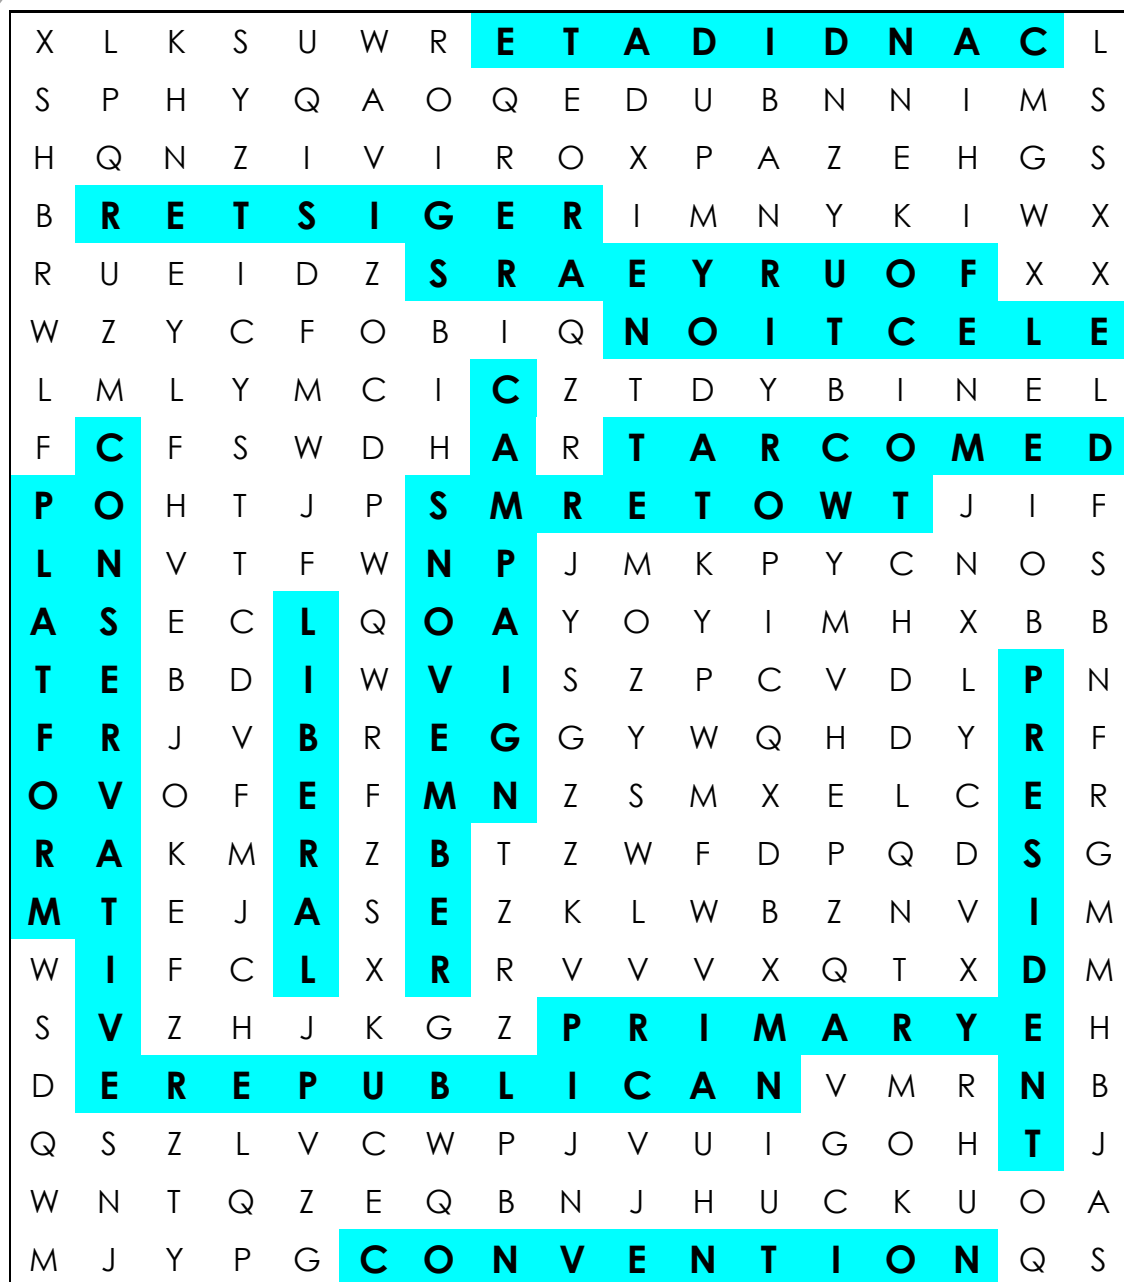 X L K S U W R E T A D I D N A C L
S P H Y Q A O Q E D U B N N I M S
H Q N Z I V I R O X P A Z E H G S
B R E T S I G E R I M N Y K I W X
R U E I D Z S R A E Y R U O F X X
W Z Y C F O B I Q N O I T C E L E
L M L Y M C I C Z T D Y B I N E L
F C F S W D H A R T A R C O M E D
P O H T J P S M R E T O W T J I F
L N V T F W N P J M K P Y C N O S
A S E C L Q O A Y O Y I M H X B B
T E B D I W V I S Z P C V D L P N
F R J V B R E G G Y W Q H D Y R F
O V O F E F M N Z S M X E L C E R
R A K M R Z B T Z W F D P Q D S G
M T E J A S E Z K L W B Z N V I M
W I F C L X R R V V V X Q T X D M
S V Z H J K G Z P R I M A R Y E H
D E R E P U B L I C A N V M R N B
Q S Z L V C W P J V U I G O H T J
W N T Q Z E Q B N J H U C K U O A
M J Y P G C O N V E N T I O N Q S